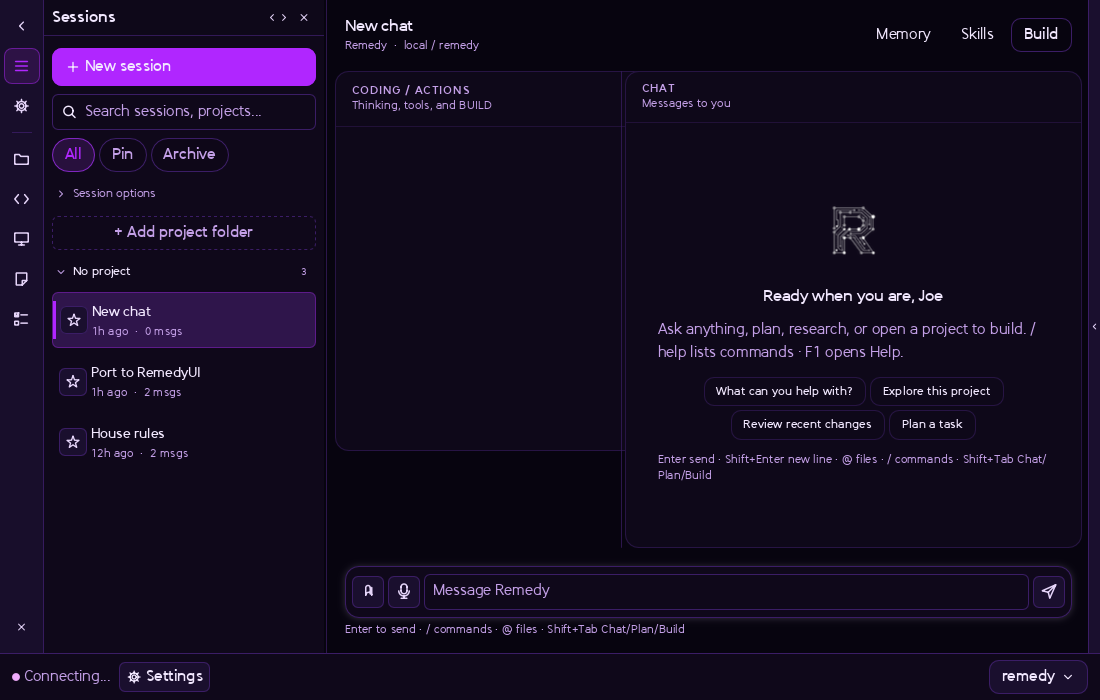 Sessions
New session
Search sessions, projects...
All
Pin
Archive
Session options
+ Add project folder
No project
3
New chat
1h ago · 0 msgs
Port to RemedyUI
1h ago · 2 msgs
House rules
12h ago · 2 msgs
New chat
Remedy · local / remedy
Memory
Skills
Build
CODING / ACTIONS
Thinking, tools, and BUILD
CHAT
Messages to you
Ready when you are, Joe
Ask anything, plan, research, or open a project to build. /
help lists commands · F1 opens Help.
What can you help with?
Explore this project
Review recent changes
Plan a task
Enter send · Shift+Enter new line · @ files · / commands · Shift+Tab Chat/
Plan/Build
Message Remedy
Enter to send · / commands · @ files · Shift+Tab Chat/Plan/Build
Connecting...
Settings
remedy